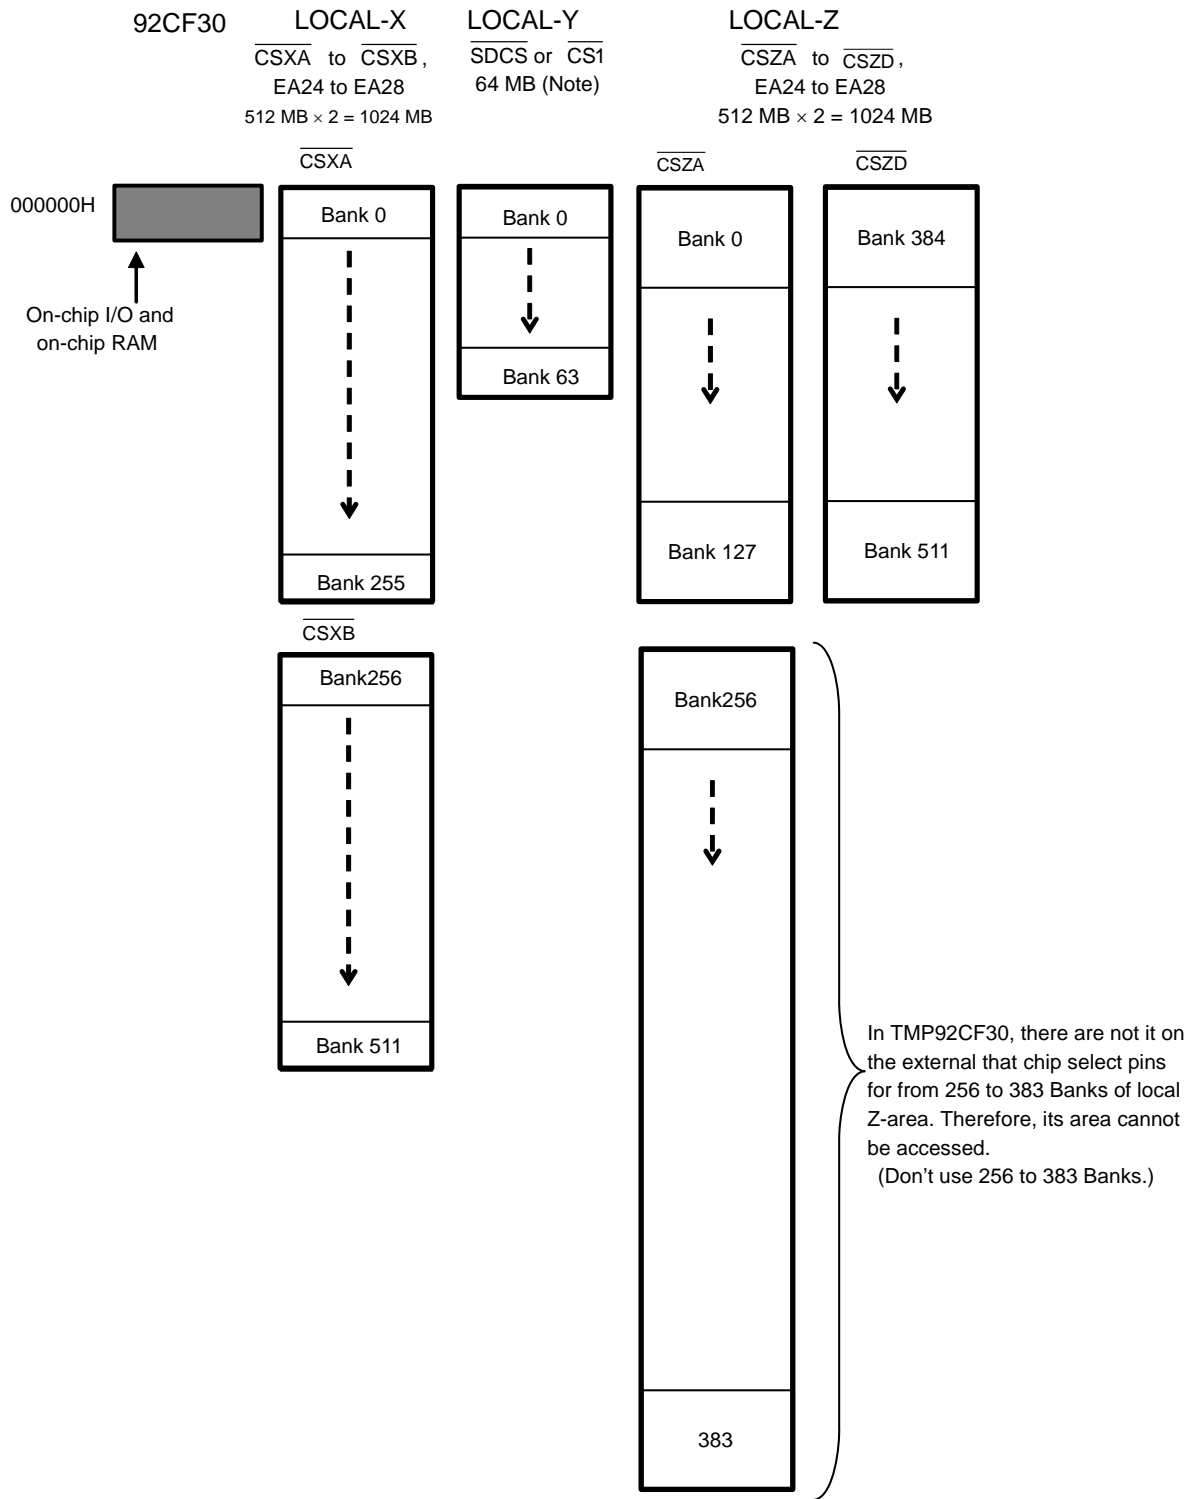 92CF30
LOCAL-X
CSXA to CSXB,
EA24 to EA28
512 MB × 2 = 1024 MB
LOCAL-Y
SDCS or CS1
64 MB (Note)
LOCAL-Z
CSZA to CSZD,
EA24 to EA28
512 MB × 2 = 1024 MB
000000H
On-chip I/O and
on-chip RAM
CSXA
Bank 0
Bank 255
CSXB
Bank256
Bank 511
Bank 0
Bank 63
CSZA
Bank 0
Bank 127
CSZD
Bank 384
Bank 511
Bank256
383
In TMP92CF30, there are not it on
the external that chip select pins
for from 256 to 383 Banks of local
Z-area. Therefore, its area cannot
be accessed.
(Don't use 256 to 383 Banks.)